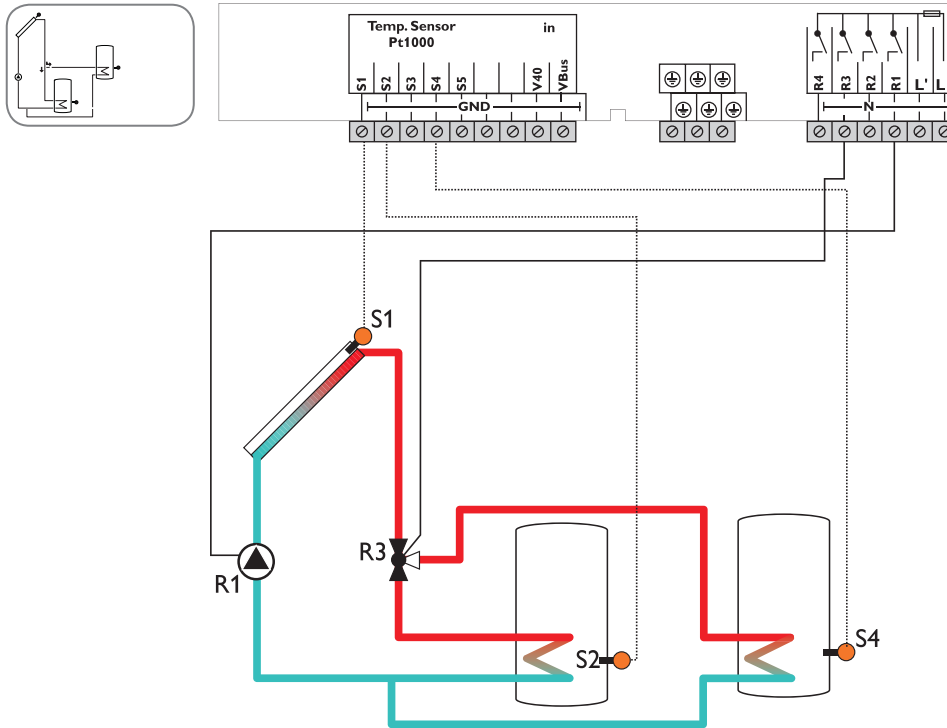 Temp. Sensor in
Pt1000
S1 S2 S3 S4 S5 V40 VBus
GND
R4 R3 R2 R1 L' L
N
S1
R3
R1
S2
S4